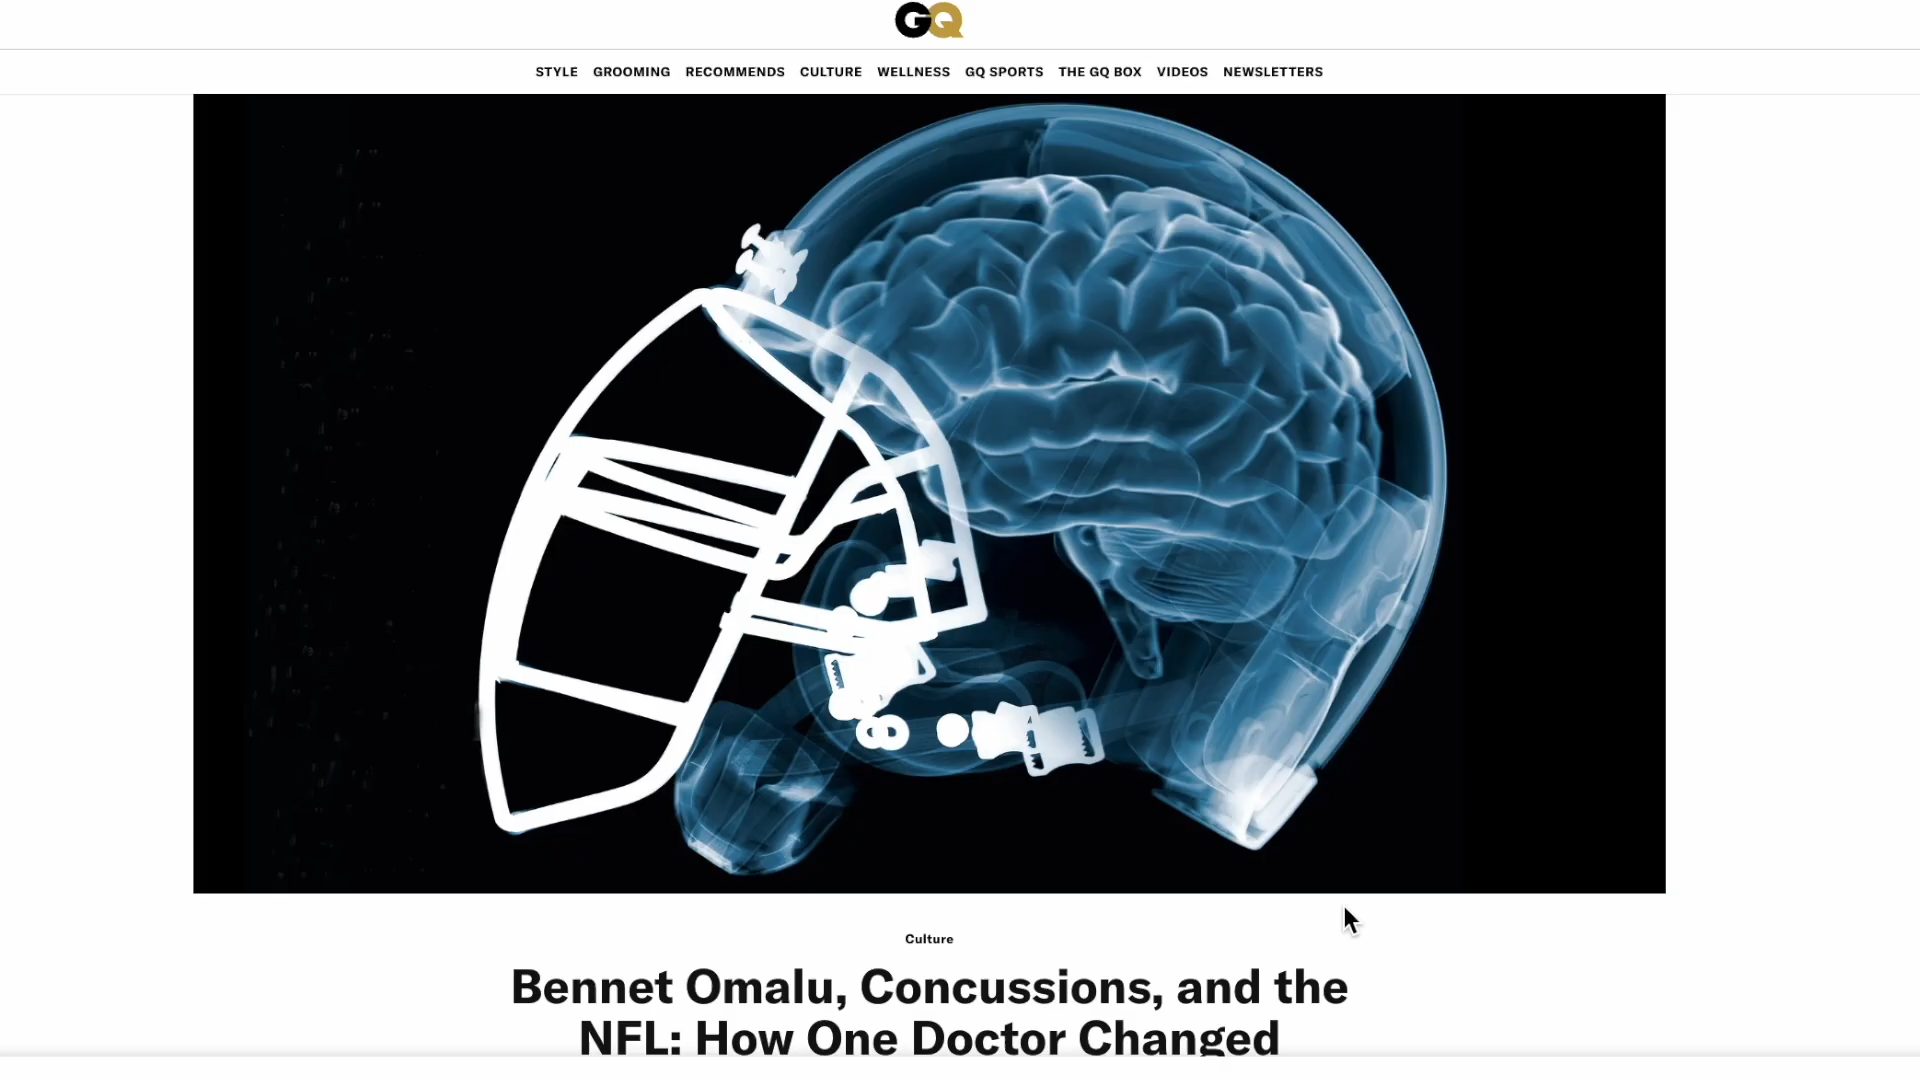 GQ
STYLE GROOMING RECOMMENDS CULTURE WELLNESS GQ SPORTS THE GQ BOX VIDEOS NEWSLETTERS
Culture
Bennet Omalu, Concussions, and the
NFL: How One Doctor Changed